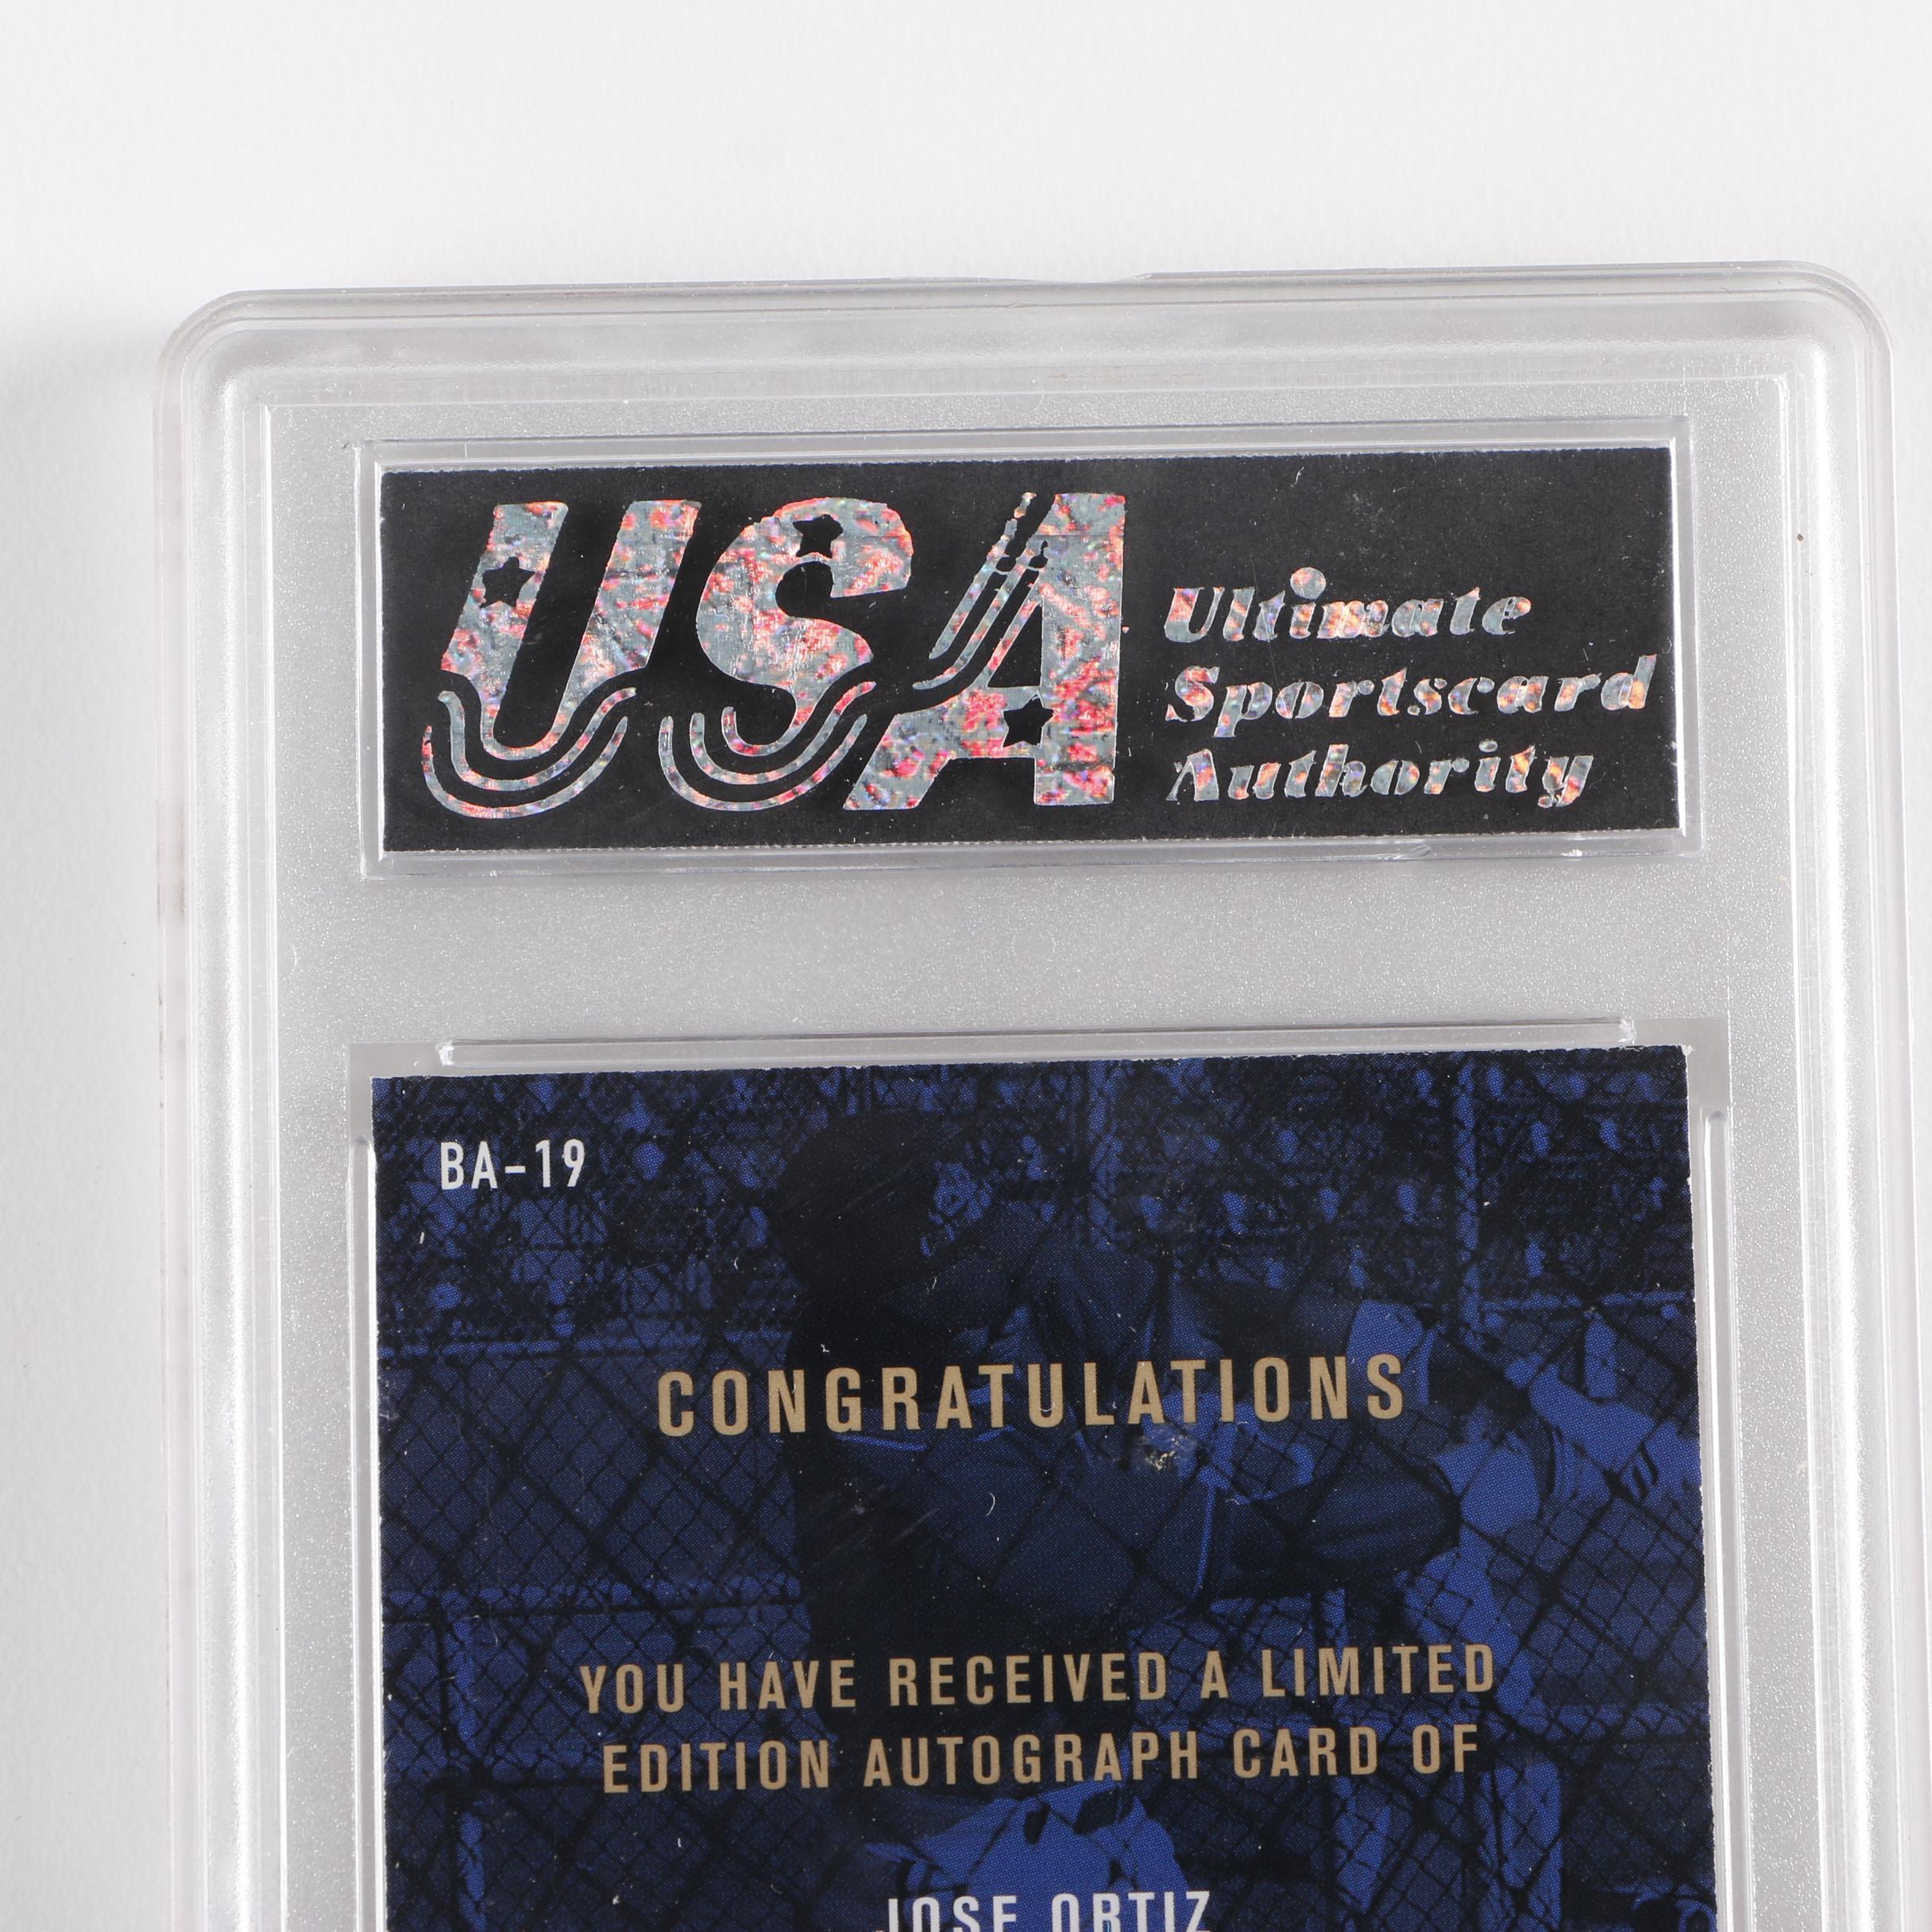 USA
Ultimate
Sportscard
Authority
BA-19
CONGRATULATIONS
YOU HAVE RECEIVED A LIMITED
EDITION AUTOGRAPH CARD OF
JOSE ORTIZ